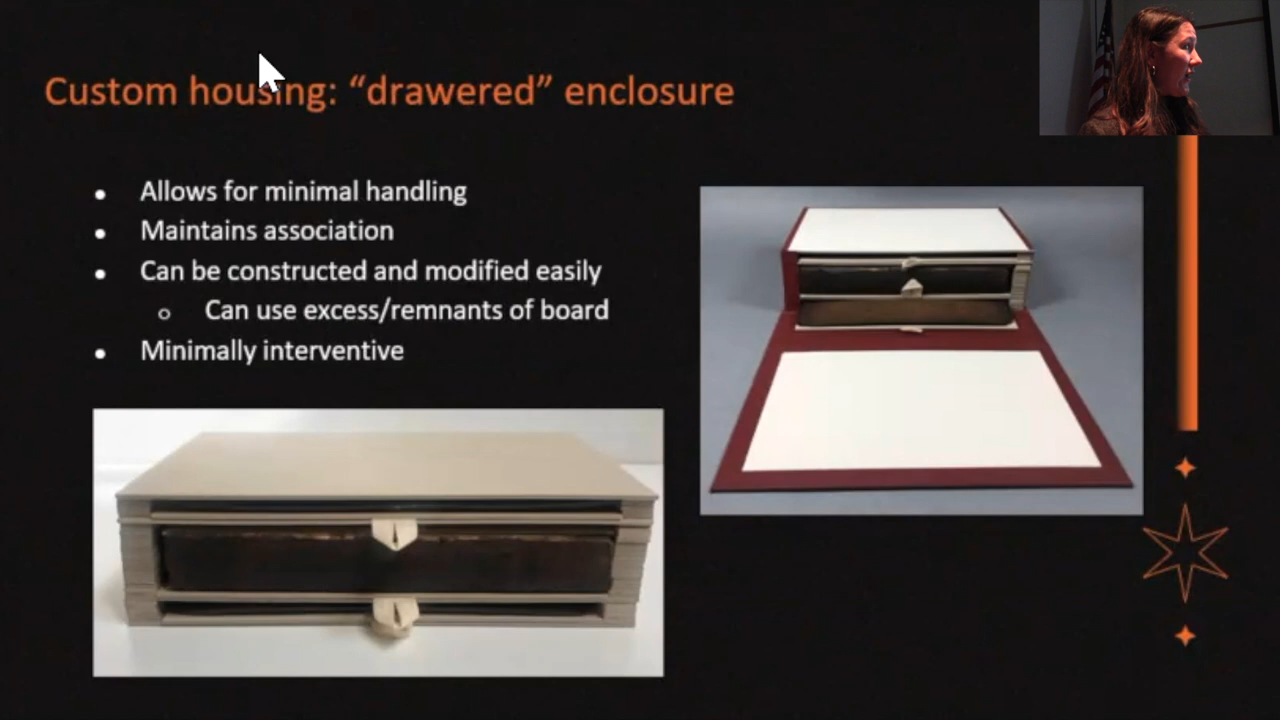 Custom housing: “drawered” enclosure
• Allows for minimal handling
• Maintains association
• Can be constructed and modified easily
o Can use excess/remnants of board
• Minimally interventive